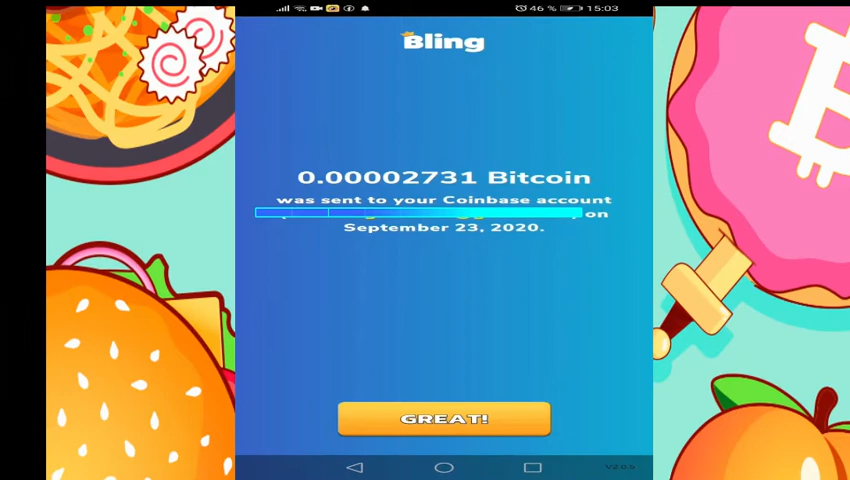 46 % 15:03
Bling
0.00002731 Bitcoin
was sent to your Coinbase account
on
September 23, 2020.
GREAT!
V2.0.5